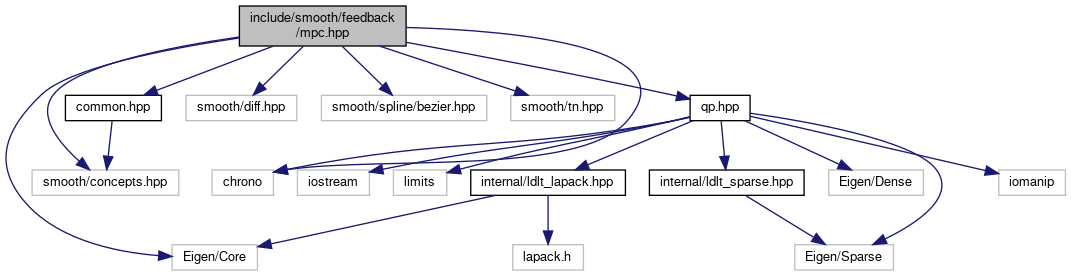 include/smooth/feedback
/mpc.hpp
common.hpp
smooth/diff.hpp
smooth/spline/bezier.hpp
smooth/tn.hpp
qp.hpp
smooth/concepts.hpp
chrono
iostream
limits
internal/ldlt_lapack.hpp
internal/ldlt_sparse.hpp
Eigen/Dense
iomanip
Eigen/Core
lapack.h
Eigen/Sparse